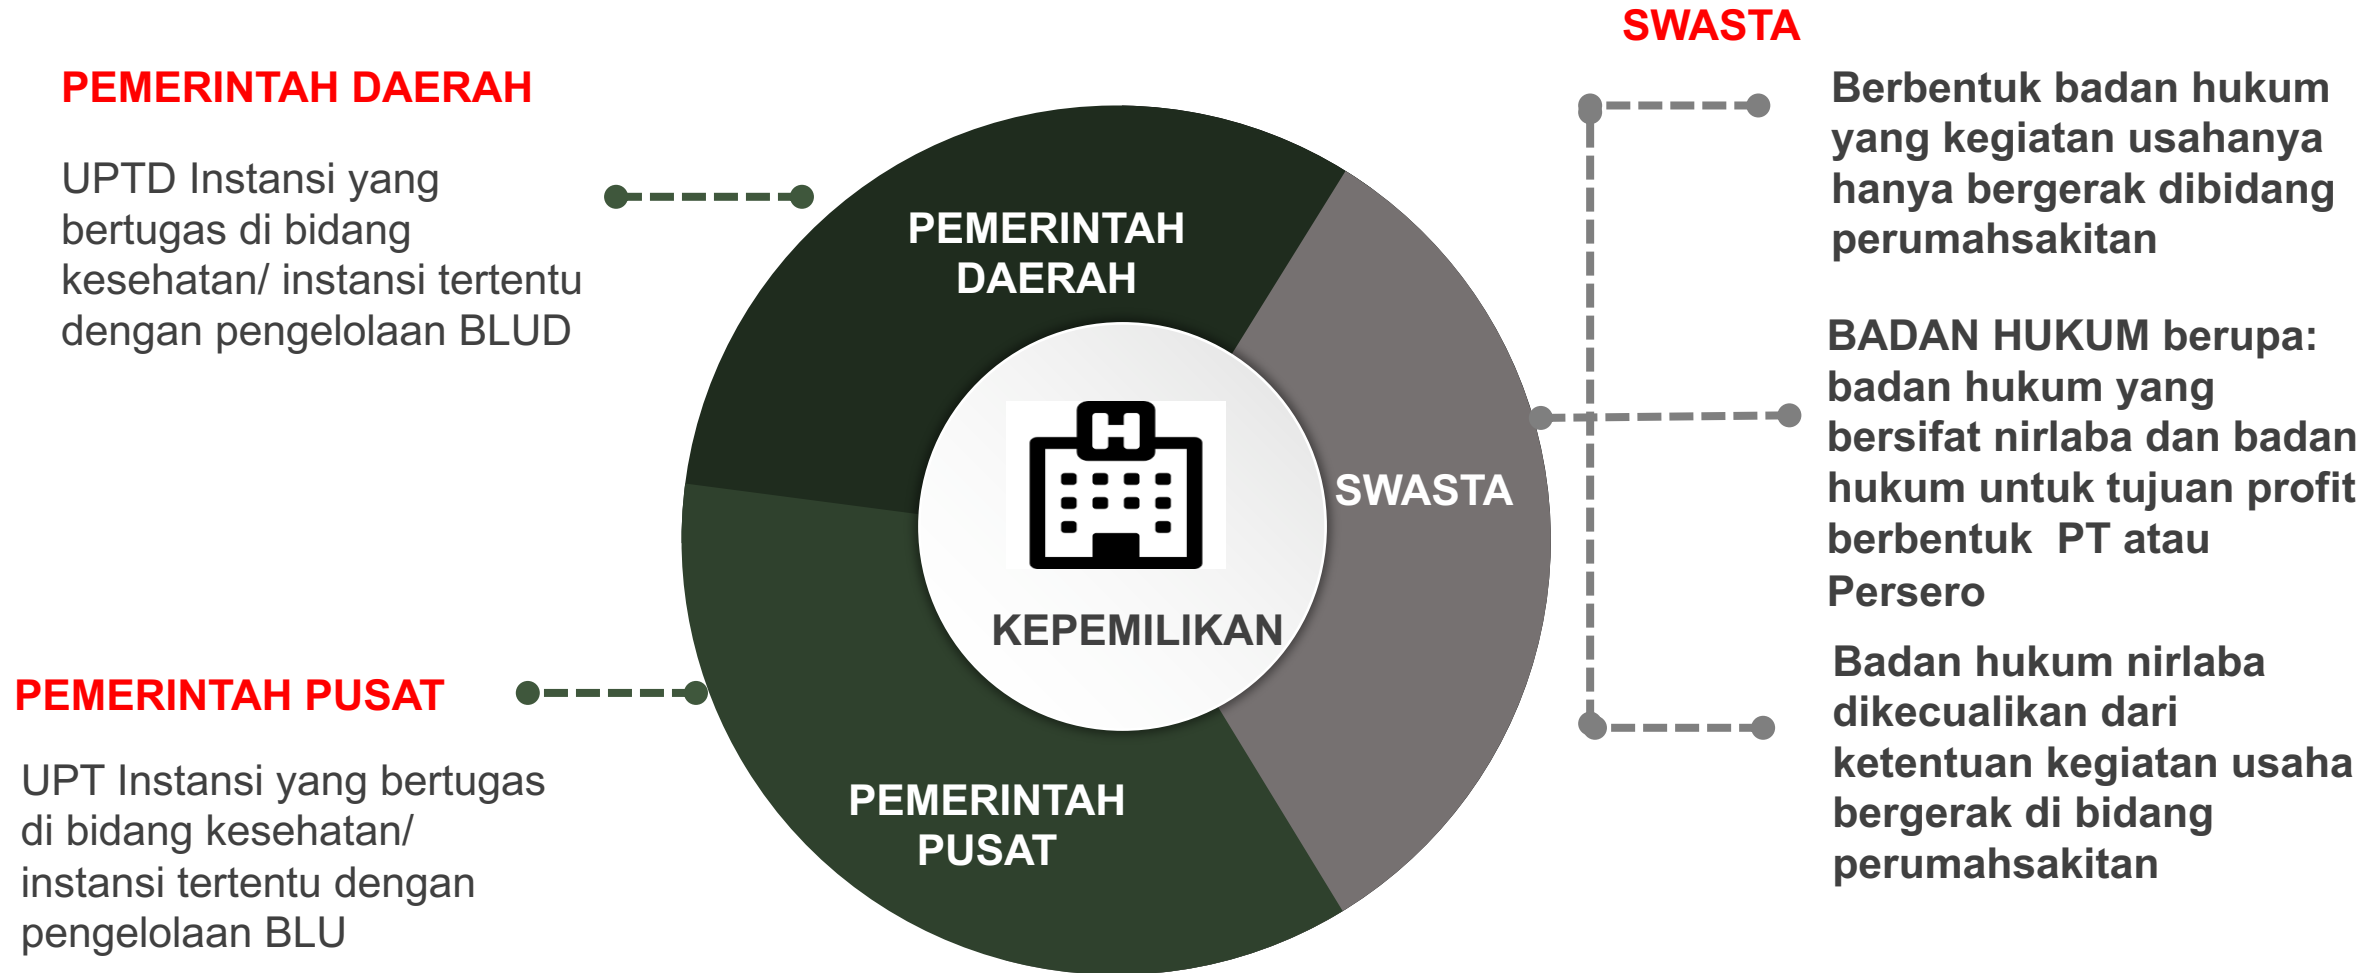 PEMERINTAH DAERAH
UPTD Instansi yang
bertugas di bidang
kesehatan/ instansi tertentu
dengan pengelolaan BLUD
PEMERINTAH PUSAT
UPT Instansi yang bertugas
di bidang kesehatan/
instansi tertentu dengan
pengelolaan BLU
PEMERINTAH
DAERAH
H
KEPEMILIKAN
SWASTA
PEMERINTAH
PUSAT
SWASTA
Berbentuk badan hukum
yang kegiatan usahanya
hanya bergerak dibidang
perumahsakitan
BADAN HUKUM berupa:
badan hukum yang
bersifat nirlaba dan badan
hukum untuk tujuan profit
berbentuk  PT atau
Persero
Badan hukum nirlaba
dikecualikan dari
ketentuan kegiatan usaha
bergerak di bidang
perumahsakitan